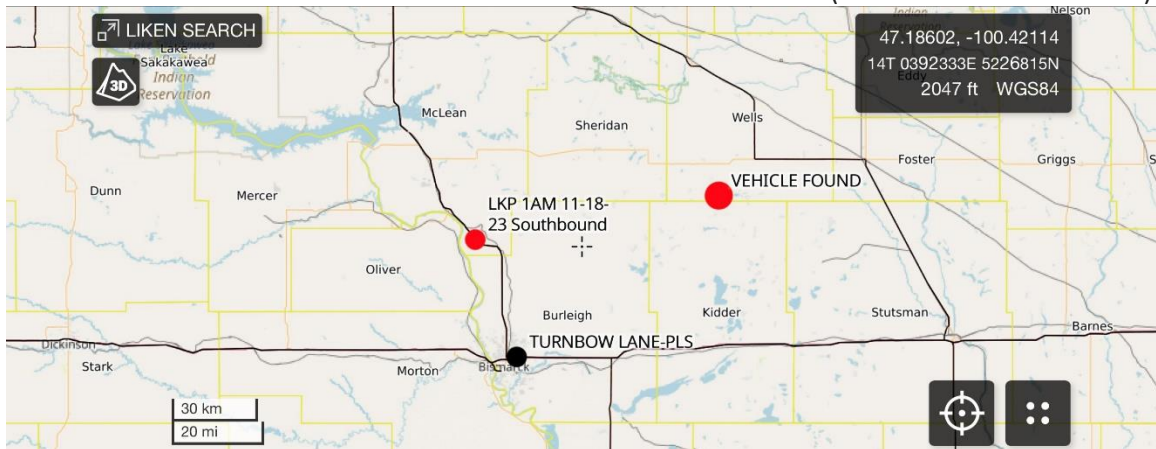 LIKEN SEARCH
Lake
Sakakawea
Indian
Reservation
3D
Indian
Reservation
Nelson
47.18602, -100.42114
14T 0392333E 5226815N
2047 ft WGS84
Eddy
McLean
Sheridan
Wells
Foster
Griggs
Dunn
Mercer
LKP 1AM 11-18-
23 Southbound
VEHICLE FOUND
Oliver
Burleigh
Kidder
Stutsman
Barnes
TURNBOW LANE-PLS
Bismarck
Dickinson
Stark
Morton
30 km
20 mi